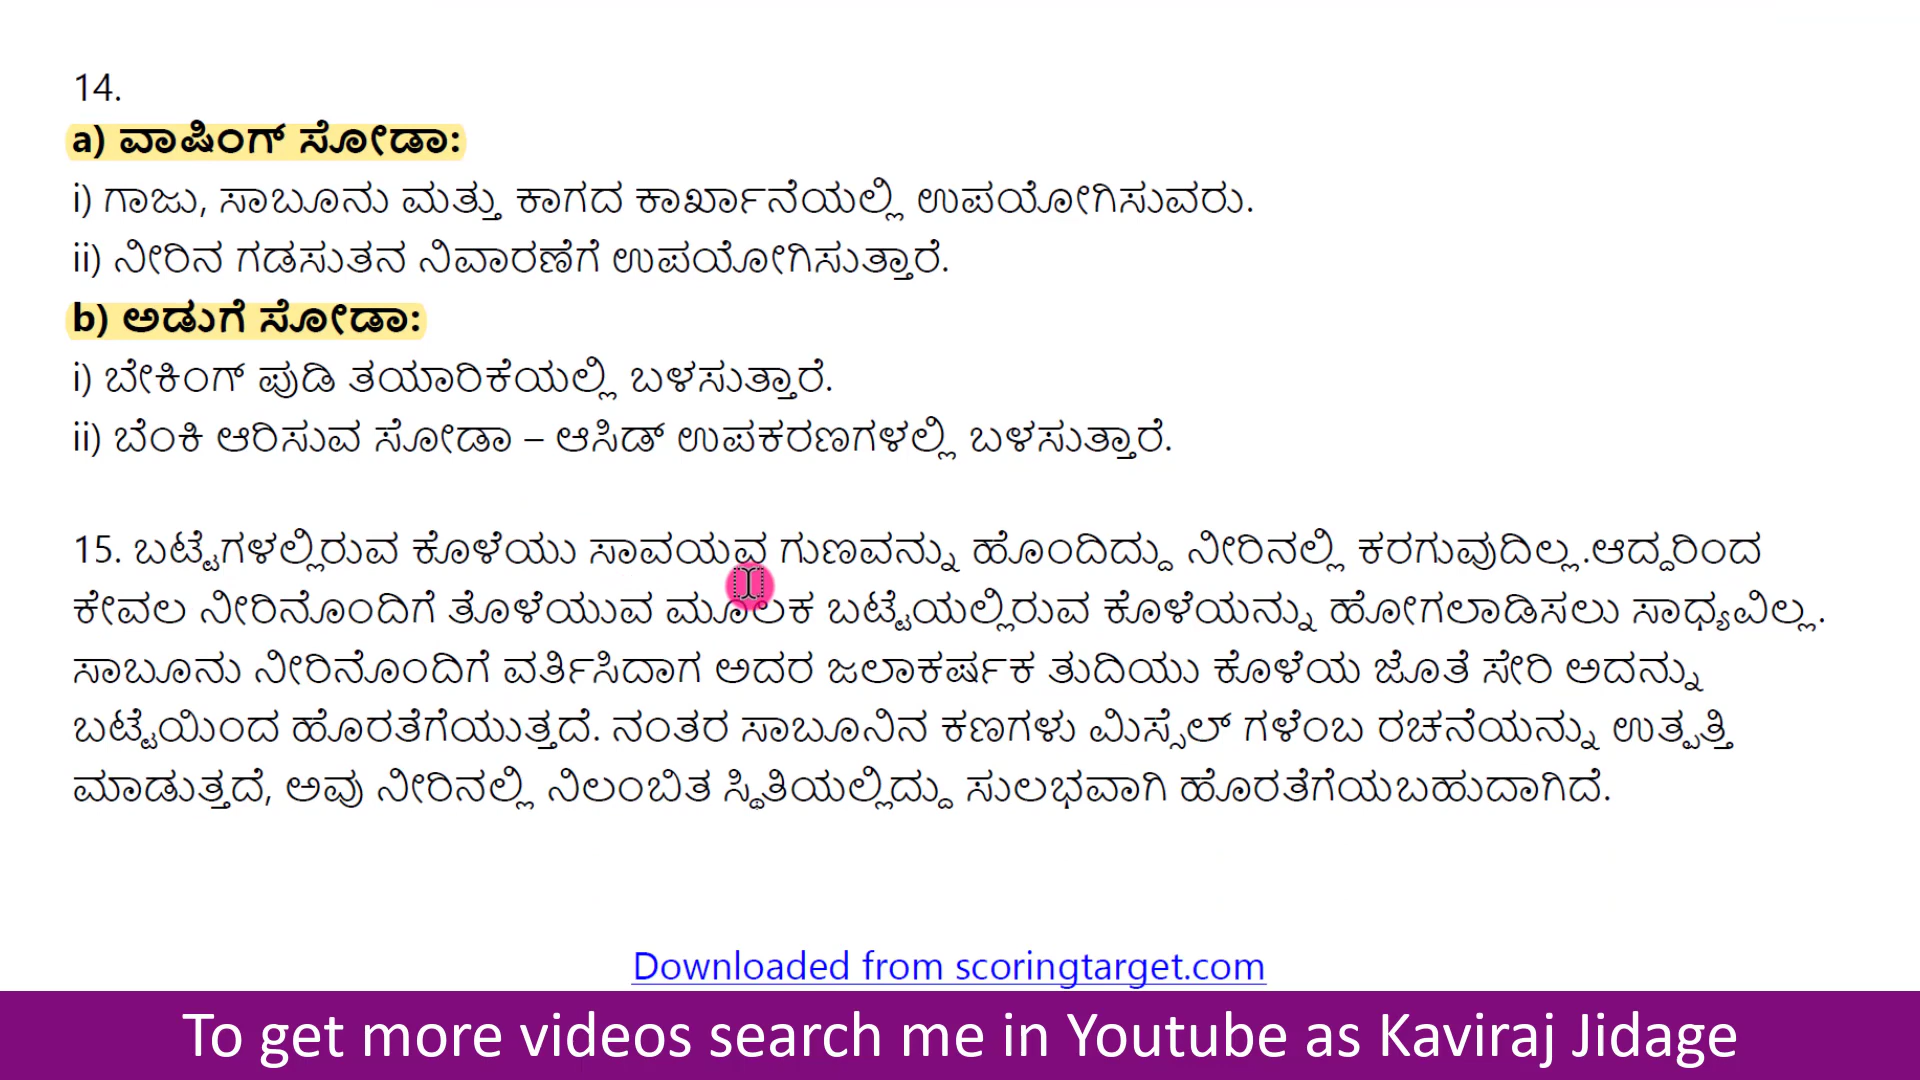 14.
a) ವಾಷಿಂಗ್ ಸೋಡಾ:
i) ಗಾಜು, ಸಾಬೂನು ಮತ್ತು ಕಾಗದ ಕಾರ್ಖಾನೆಯಲ್ಲಿ ಉಪಯೋಗಿಸುವರು.
ii) ನೀರಿನ ಗಡಸುತನ ನಿವಾರಣೆಗೆ ಉಪಯೋಗಿಸುತ್ತಾರೆ.
b) ಅಡುಗೆ ಸೋಡಾ:
i) ಬೇಕಿಂಗ್ ಪುಡಿ ತಯಾರಿಕೆಯಲ್ಲಿ ಬಳಸುತ್ತಾರೆ.
ii) ಬೆಂಕಿ ಆರಿಸುವ ಸೋಡಾ – ಆಸಿಡ್ ಉಪಕರಣಗಳಲ್ಲಿ ಬಳಸುತ್ತಾರೆ.
15. ಬಟ್ಟೆಗಳಲ್ಲಿರುವ ಕೊಳೆಯು ಸಾವಯವ ಗುಣವನ್ನು ಹೊಂದಿದ್ದು ನೀರಿನಲ್ಲಿ ಕರಗುವುದಿಲ್ಲ.ಆದ್ದರಿಂದ
ಕೇವಲ ನೀರಿನೊಂದಿಗೆ ತೊಳೆಯುವ ಮೂಲಕ ಬಟ್ಟೆಯಲ್ಲಿರುವ ಕೊಳೆಯನ್ನು ಹೋಗಲಾಡಿಸಲು ಸಾಧ್ಯವಿಲ್ಲ.
ಸಾಬೂನು ನೀರಿನೊಂದಿಗೆ ವರ್ತಿಸಿದಾಗ ಅದರ ಜಲಾಕರ್ಷಕ ತುದಿಯು ಕೊಳೆಯ ಜೊತೆ ಸೇರಿ ಅದನ್ನು
ಬಟ್ಟೆಯಿಂದ ಹೊರತೆಗೆಯುತ್ತದೆ. ನಂತರ ಸಾಬೂನಿನ ಕಣಗಳು ಮಿಸ್ಸೆಲ್ ಗಳೆಂಬ ರಚನೆಯನ್ನು ಉತ್ಪತ್ತಿ
ಮಾಡುತ್ತದೆ, ಅವು ನೀರಿನಲ್ಲಿ ನಿಲಂಬಿತ ಸ್ಥಿತಿಯಲ್ಲಿದ್ದು ಸುಲಭವಾಗಿ ಹೊರತೆಗೆಯಬಹುದಾಗಿದೆ.
Downloaded from scoringtarget.com
To get more videos search me in Youtube as Kaviraj Jidage